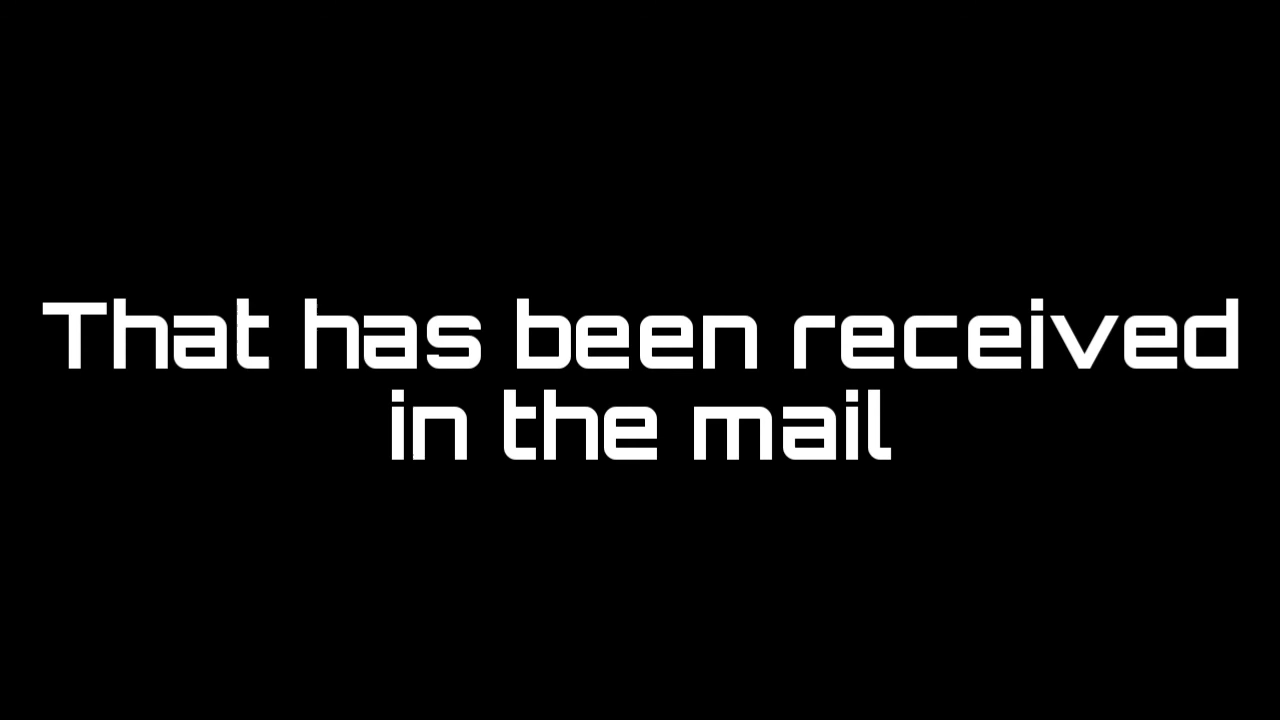 That has been received
in the mail